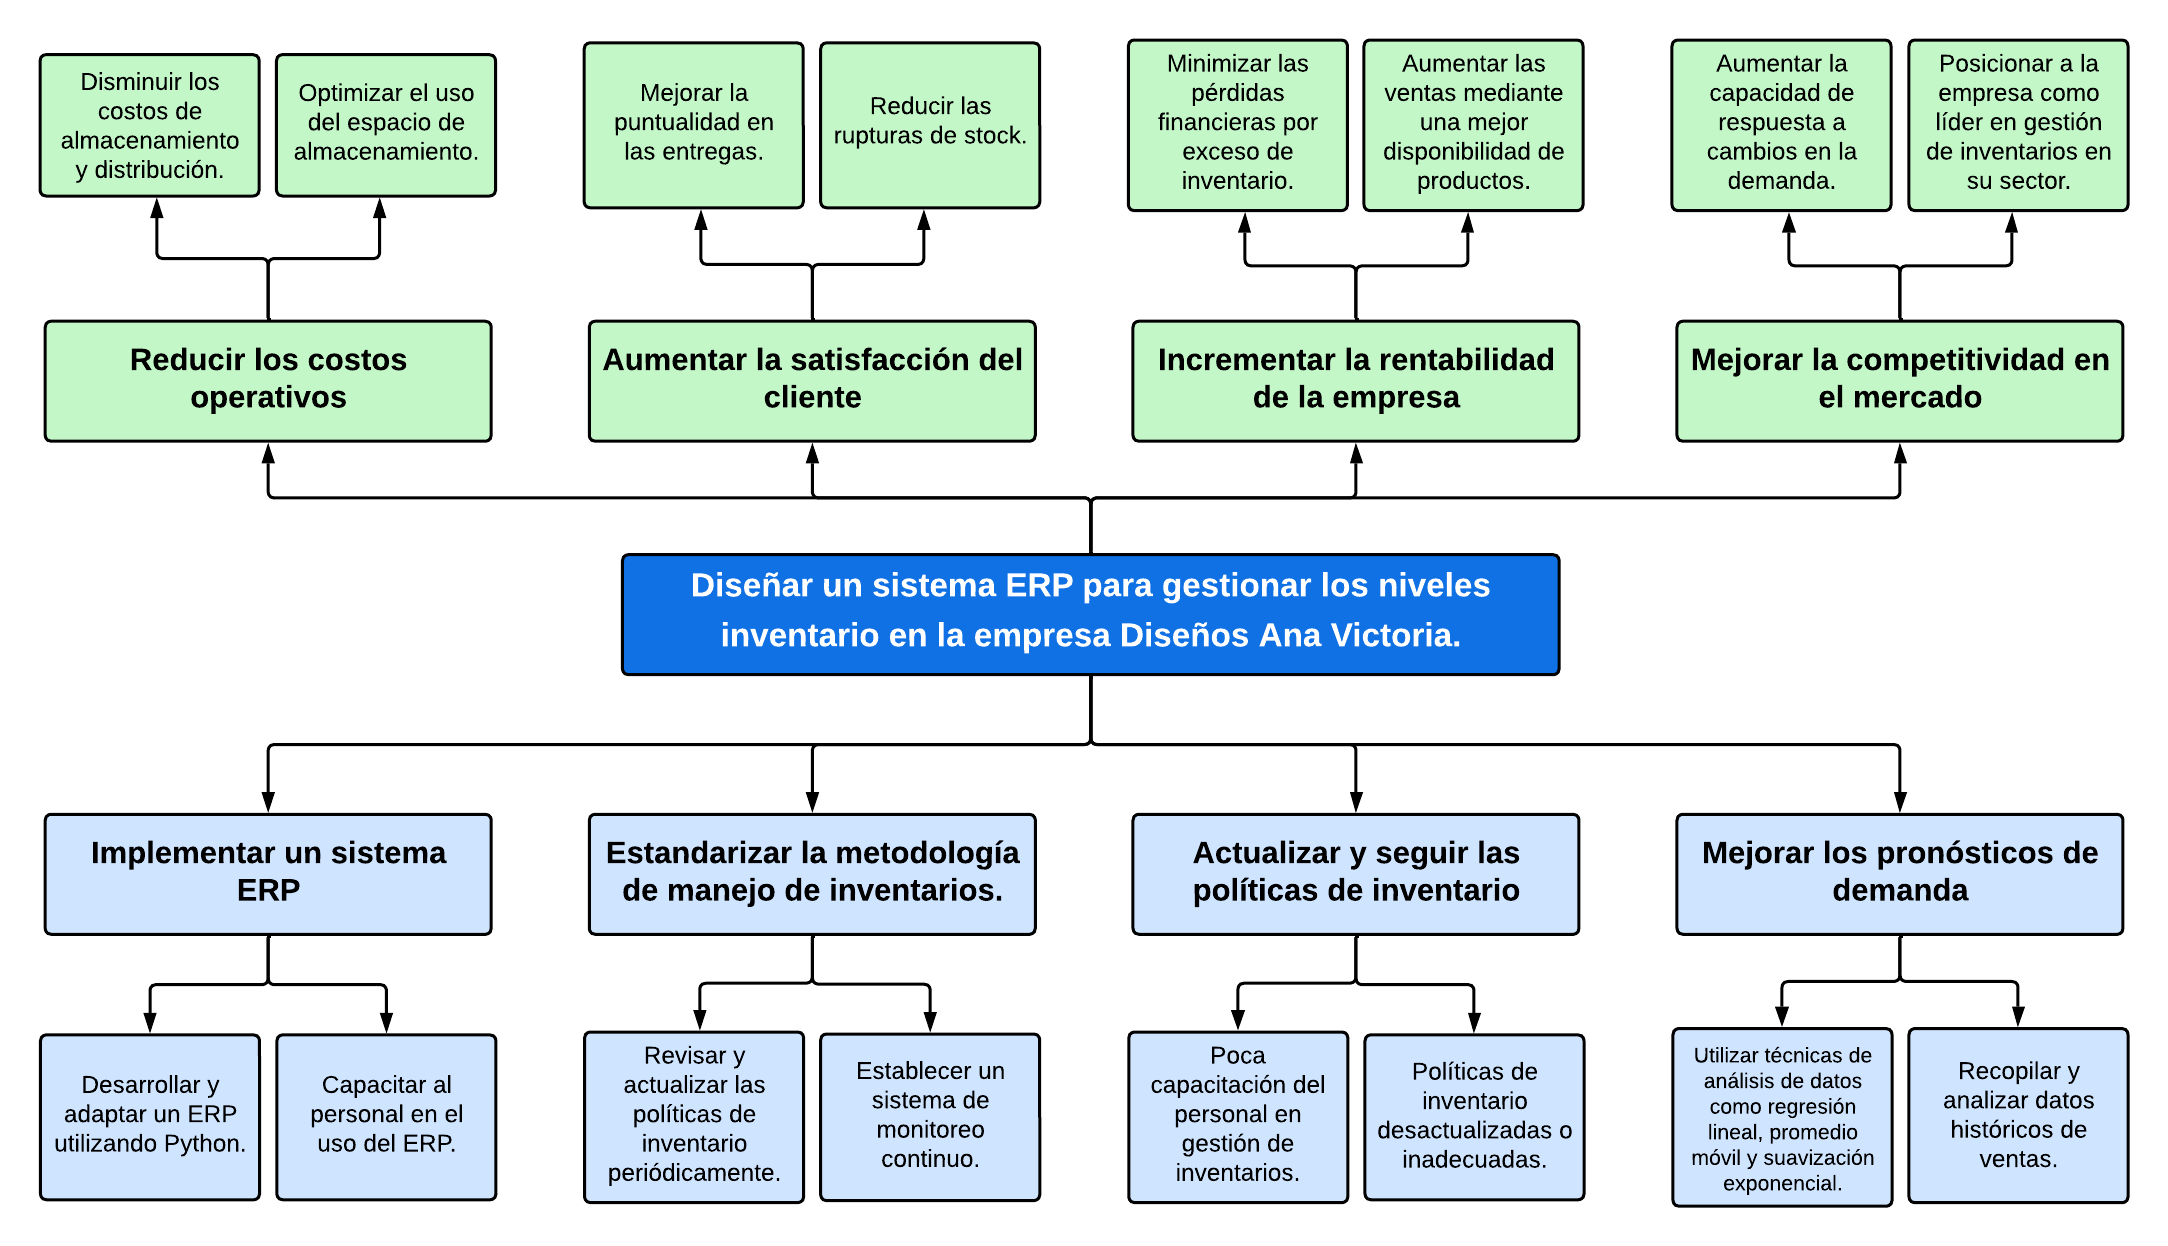 Disminuir los
costos de
almacenamiento
y distribución.
Optimizar el uso
del espacio de
almacenamiento.
Mejorar la
puntualidad en
las entregas.
Reducir las
rupturas de stock.
Minimizar las
pérdidas
financieras por
exceso de
inventario.
Aumentar las
ventas mediante
una mejor
disponibilidad de
productos.
Aumentar la
capacidad de
respuesta a
cambios en la
demanda.
Posicionar a la
empresa como
líder en gestión
de inventarios en
su sector.
Reducir los costos
operativos
Aumentar la satisfacción del
cliente
Incrementar la rentabilidad
de la empresa
Mejorar la competitividad en
el mercado
Diseñar un sistema ERP para gestionar los niveles
inventario en la empresa Diseños Ana Victoria.
Implementar un sistema
ERP
Estandarizar la metodología
de manejo de inventarios.
Actualizar y seguir las
políticas de inventario
Mejorar los pronósticos de
demanda
Desarrollar y
adaptar un ERP
utilizando Python.
Capacitar al
personal en el
uso del ERP.
Revisar y
actualizar las
políticas de
inventario
periódicamente.
Establecer un
sistema de
monitoreo
continuo.
Poca
capacitación del
personal en
gestión de
inventarios.
Políticas de
inventario
desactualizadas o
inadecuadas.
Utilizar técnicas de
análisis de datos
como regresión
lineal, promedio
móvil y suavización
exponencial.
Recopilar y
analizar datos
históricos de
ventas.